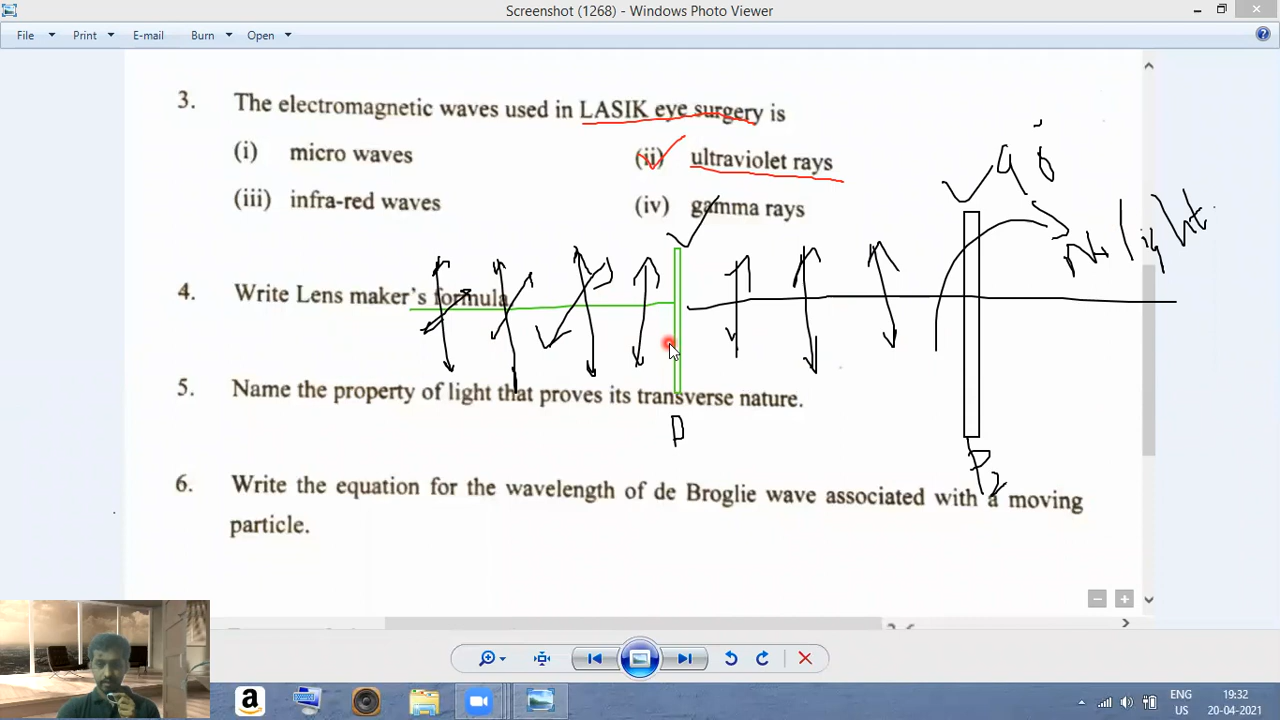 Screenshot (1268) - Windows Photo Viewer
File Print E-mail Burn Open
3. The electromagnetic waves used in LASIK eye surgery is
(i) micro waves (ii) ultraviolet rays
(iii) infra-red waves (iv) gamma rays
4. Write Lens maker's formula.
light
5. Name the property of light that proves its transverse nature.
P
P2
6. Write the equation for the wavelength of de Broglie wave associated with a moving
particle.
ENG 19:32
US 20-04-2021